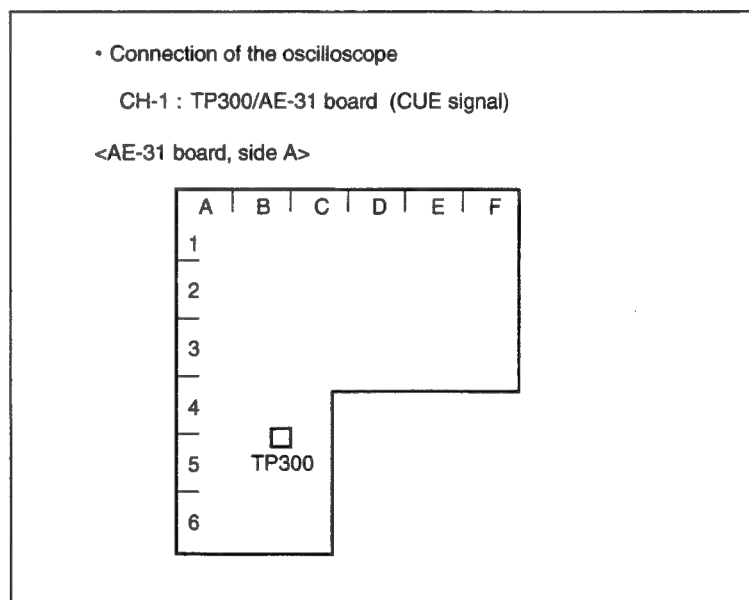 • Connection of the oscilloscope
CH-1 : TP300/AE-31 board (CUE signal)
<AE-31 board, side A>
A B C D E F
1
2
3
4
5 TP300
6